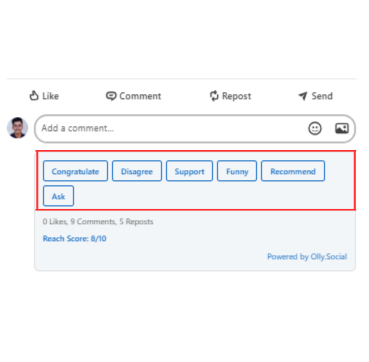 Like Comment Repost Send
Add a comment...
Congratulate Disagree Support Funny Recommend
Ask
0 Likes, 9 Comments, 5 Reposts
Reach Score: 8/10
Powered by Olly.Social